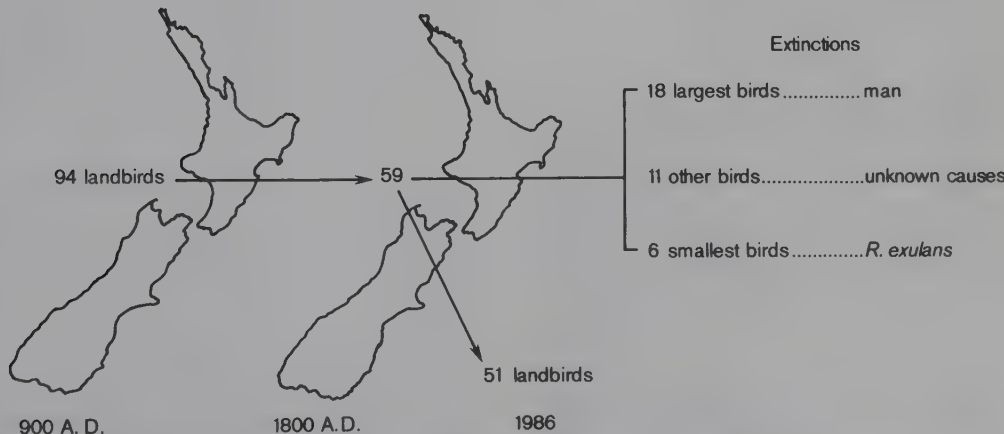 Extinctions
18 largest birds...............man
94 landbirds
59
11 other birds....................unknown causes
6 smallest birds...............R. exulans
51 landbirds
900 A. D.
1800 A.D.
1986